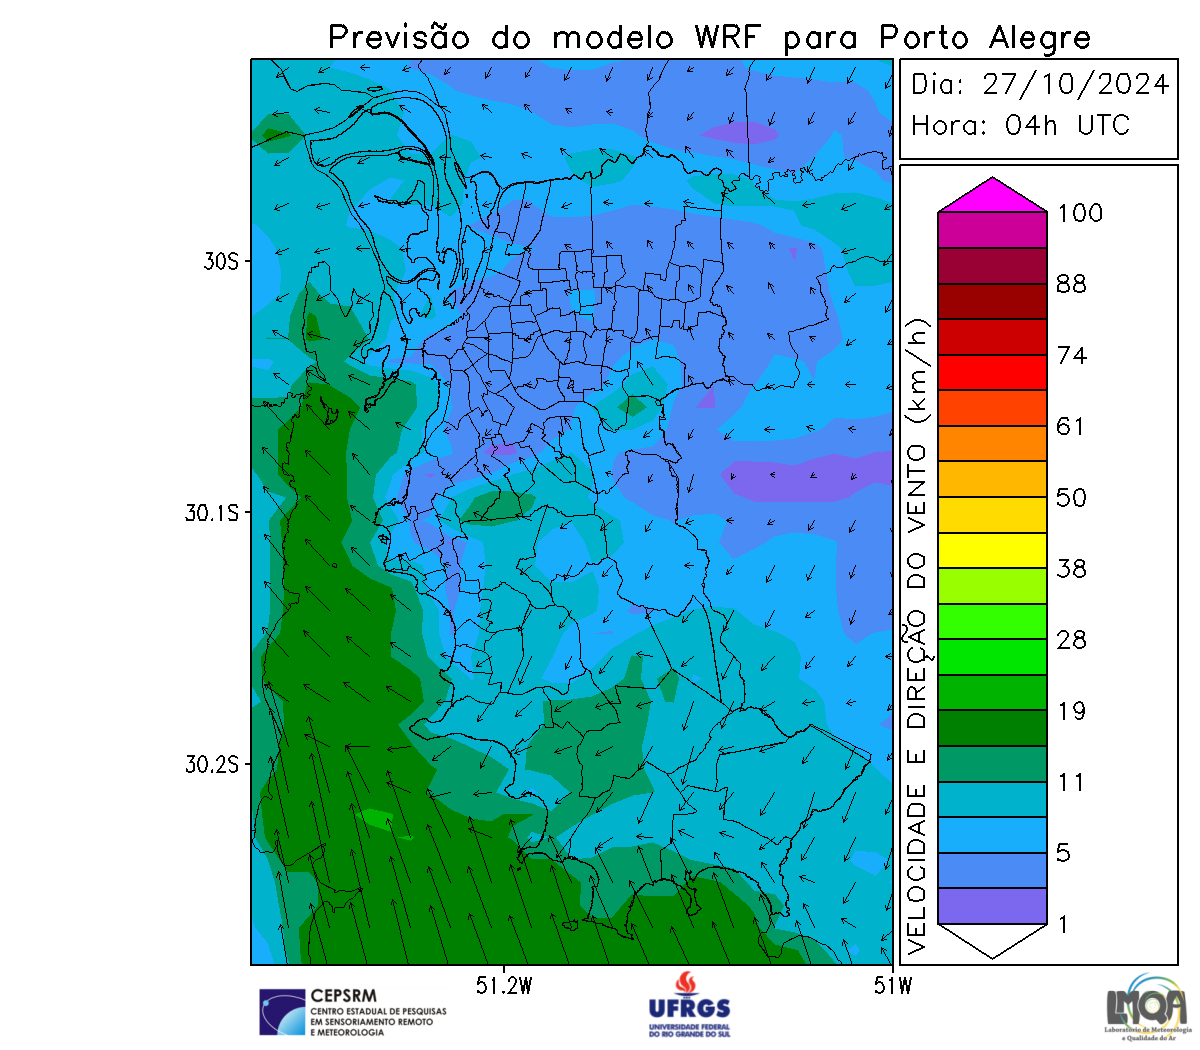 Previsão do modelo WRF para Porto Alegre
Dia: 27/10/2024
Hora: 04h UTC
100
88
74
61
50
38
28
19
11
5
1
VELOCIDADE E DIREÇÃO DO VENTO (km/h)
30S
30.1S
30.2S
51.2W
51W
CEPSRM
CENTRO ESTADUAL DE PESQUISAS
EM SENSORIAMENTO REMOTO
E METEOROLOGIA
UFRGS
UNIVERSIDADE FEDERAL
DO RIO GRANDE DO SUL
LMQA
Laboratório de Meteorologia
e Qualidade do Ar